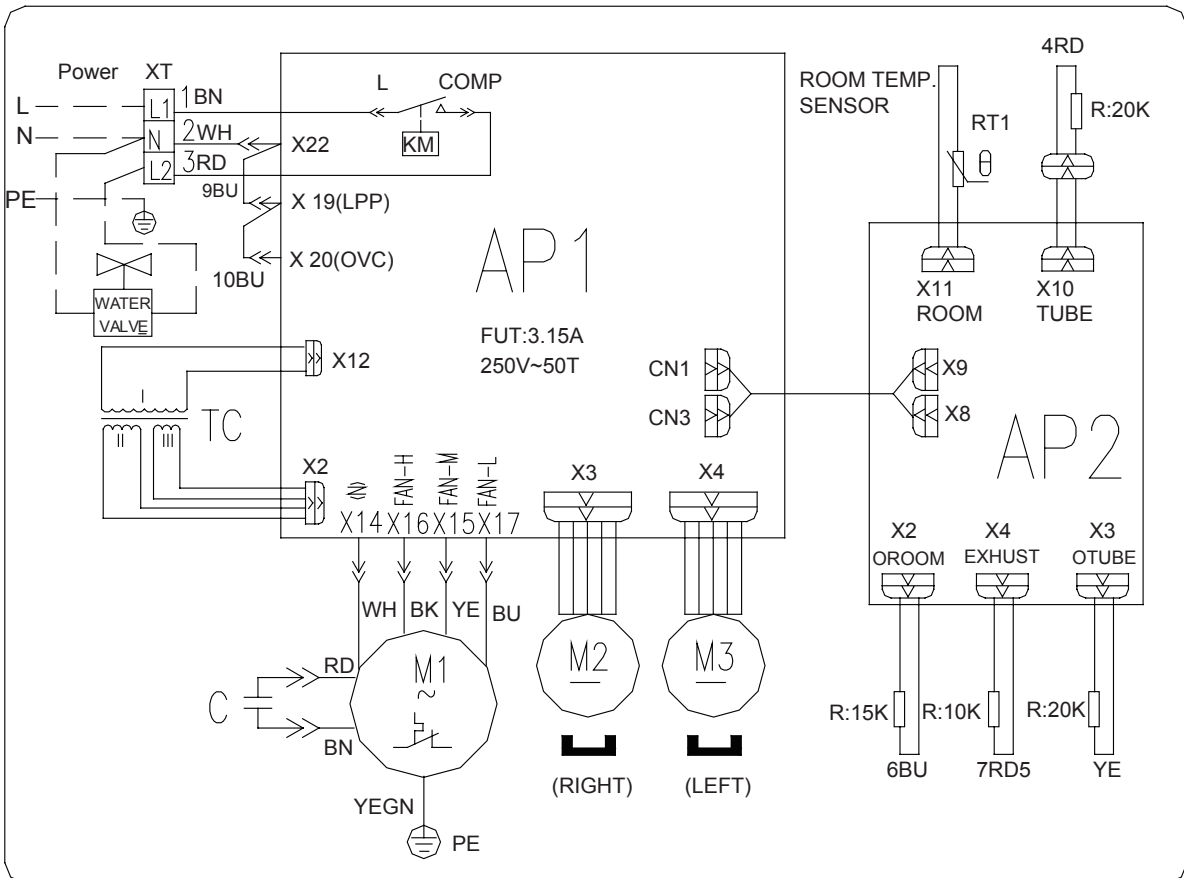 Power XT
L
N
PE
L1
N
L2
1BN
2WH
3RD
9BU
10BU
X22
X 19(LPP)
X 20(OVC)
L COMP
KM
WATER
VALVE
AP1
FUT:3.15A
250V~50T
X12
I
II
III
TC
X2
(N)
FAN-H
FAN-M
FAN-L
X14 X16 X15 X17
X3
X4
CN1
CN3
WH BK YE BU
RD
BN
C
M1
~
YEGN
PE
M2
M3
(RIGHT)
(LEFT)
ROOM TEMP.
SENSOR
RT1
θ
4RD
R:20K
X11
ROOM
X10
TUBE
X9
X8
AP2
X2
OROOM
X4
EXHUST
X3
OTUBE
R:15K
R:10K
R:20K
6BU
7RD5
YE